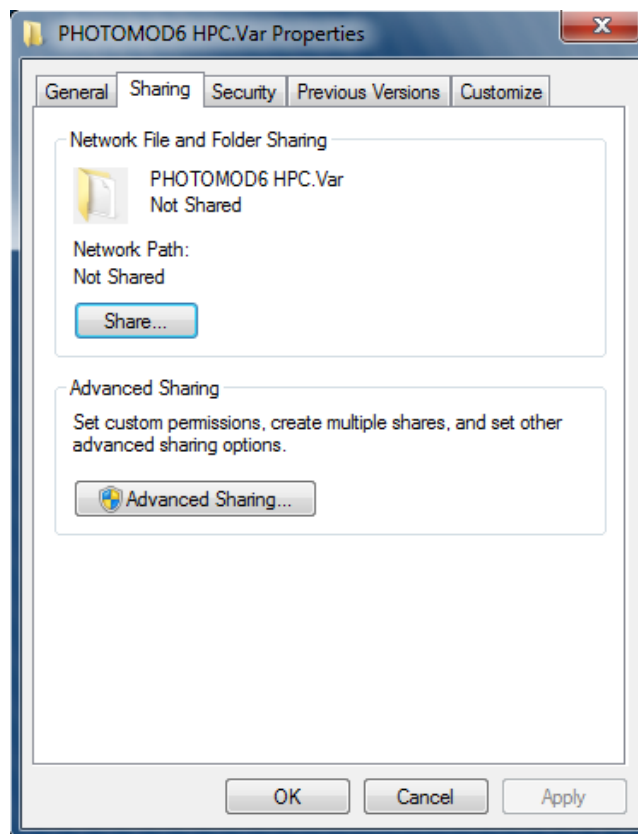 PHOTOMOD6 HPC.Var Properties
General Sharing Security Previous Versions Customize
Network File and Folder Sharing
PHOTOMOD6 HPC.Var
Not Shared
Network Path:
Not Shared
Share...
Advanced Sharing
Set custom permissions, create multiple shares, and set other
advanced sharing options.
Advanced Sharing...
OK Cancel Apply